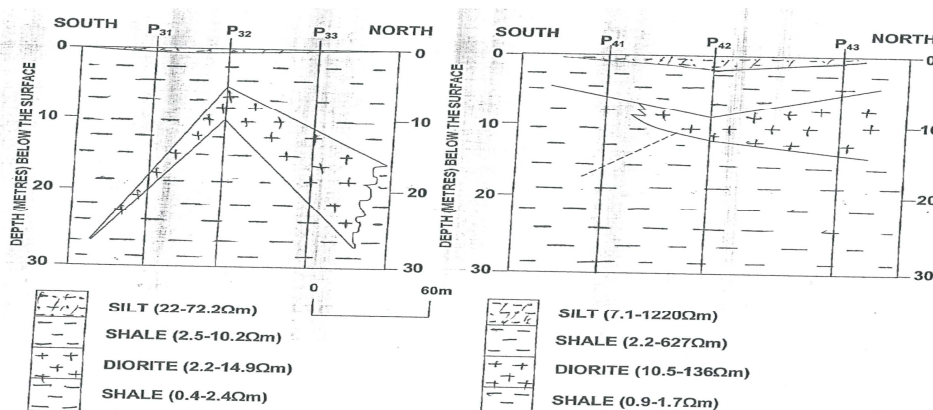 SOUTH P31 P32 P33 NORTH
0 0
10 10
20 20
30 30
DEPTH (METRES) BELOW THE SURFACE
0 60m
SILT (22-72.2Ωm)
SHALE (2.5-10.2Ωm)
DIORITE (2.2-14.9Ωm)
SHALE (0.4-2.4Ωm)
SOUTH P41 P42 P43 NORTH
0 0
10 10
20 20
30 30
DEPTH (METRES) BELOW THE SURFACE
SILT (7.1-1220Ωm)
SHALE (2.2-627Ωm)
DIORITE (10.5-136Ωm)
SHALE (0.9-1.7Ωm)